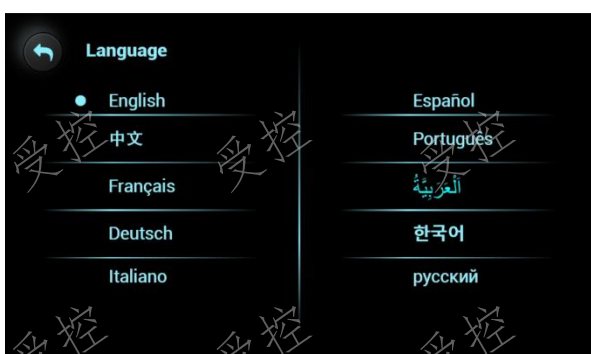 Language
English
中文
Français
Deutsch
Italiano
Español
Português
اَلْعَرَبِيَّةُ
한국어
русский
受控
受控
受控
受控
受控
受控